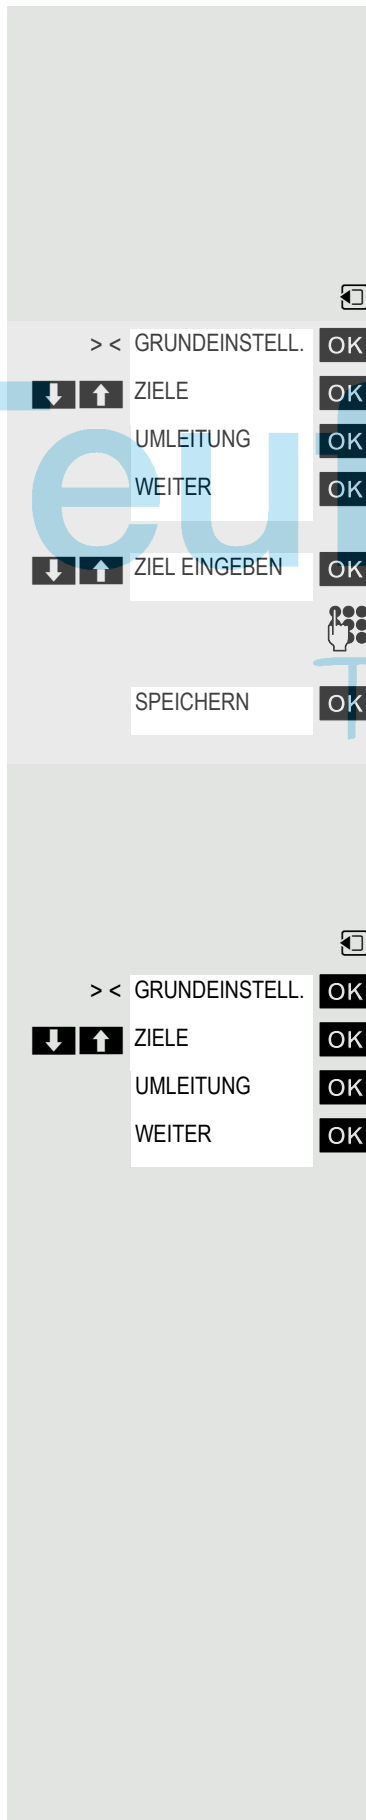 > < GRUNDEINSTELL. OK
ZIELE OK
UMLEITUNG OK
WEITER OK
ZIEL EINGEBEN OK
SPEICHERN OK
> < GRUNDEINSTELL. OK
ZIELE OK
UMLEITUNG OK
WEITER OK